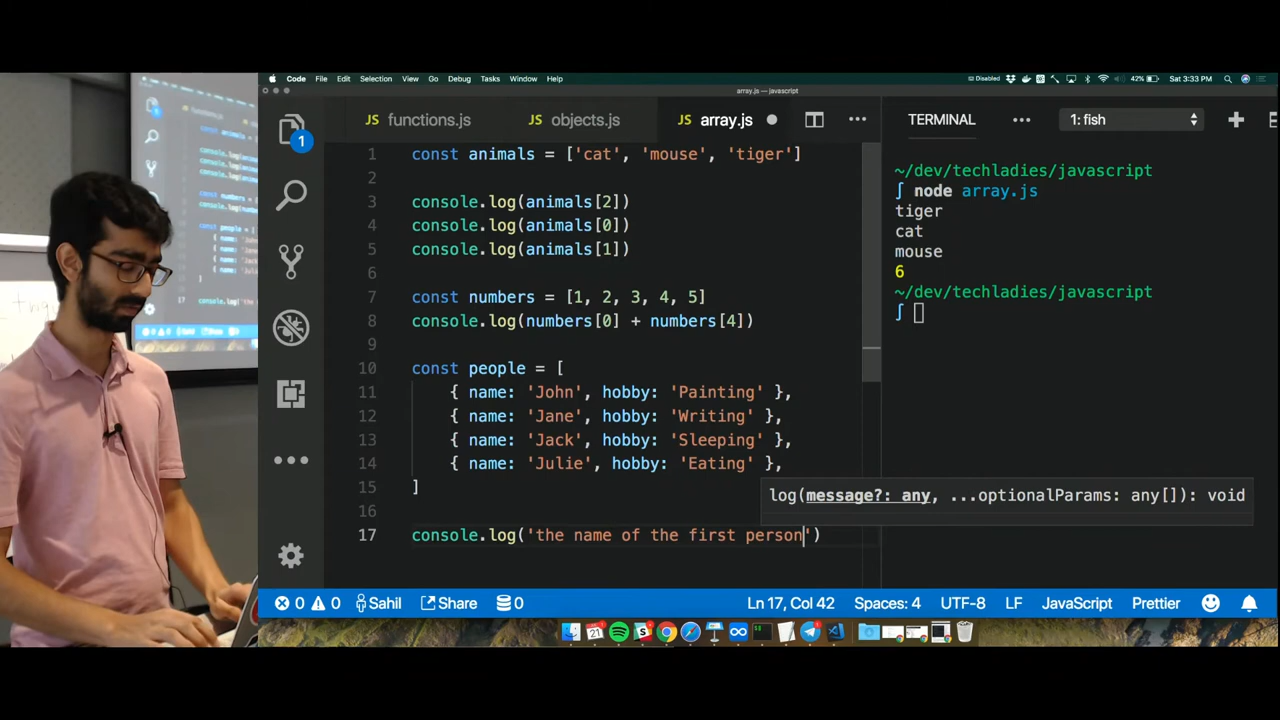 Code File Edit Selection View Go Debug Tasks Window Help
Disabled 42% Sat 3:33 PM
array.js — javascript
1
JS functions.js
JS objects.js
JS array.js
1 const animals = ['cat', 'mouse', 'tiger']
2
3 console.log(animals[2])
4 console.log(animals[0])
5 console.log(animals[1])
6
7 const numbers = [1, 2, 3, 4, 5]
8 console.log(numbers[0] + numbers[4])
9
10 const people = [
11 { name: 'John', hobby: 'Painting' },
12 { name: 'Jane', hobby: 'Writing' },
13 { name: 'Jack', hobby: 'Sleeping' },
14 { name: 'Julie', hobby: 'Eating' },
15 ]
16
17 console.log('the name of the first person')
log(message?: any, ...optionalParams: any[]): void
TERMINAL ••• 1: fish
~/dev/techladies/javascript
∫ node array.js
tiger
cat
mouse
6
~/dev/techladies/javascript
∫
0 0 Sahil Share 0 Ln 17, Col 42 Spaces: 4 UTF-8 LF JavaScript Prettier
21